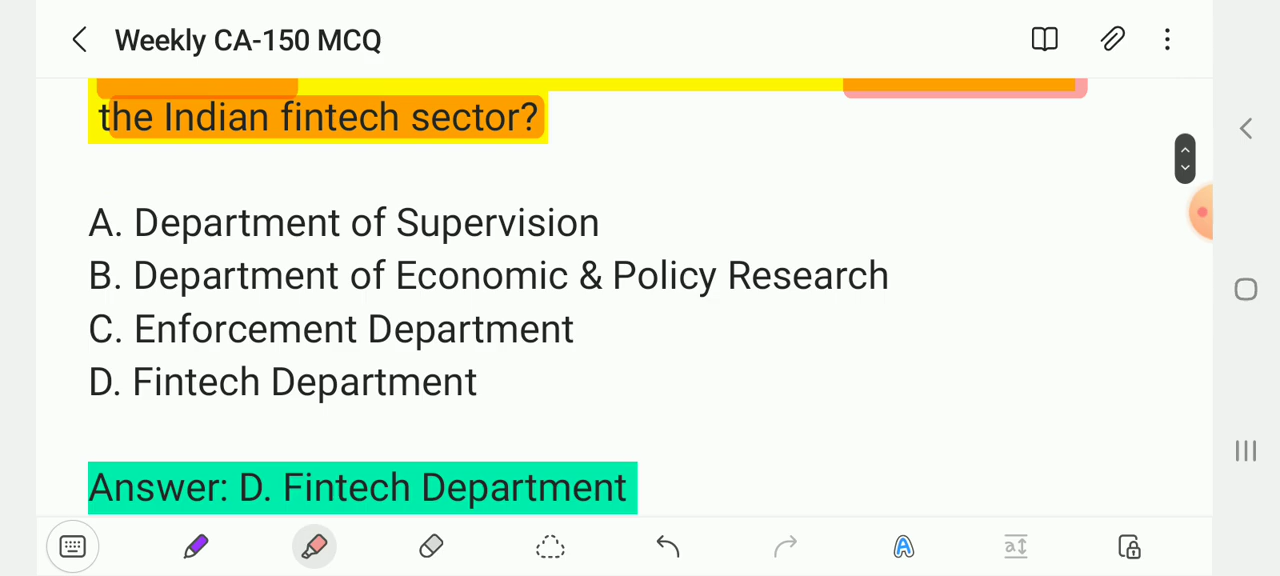 Weekly CA-150 MCQ
the Indian fintech sector?
A. Department of Supervision
B. Department of Economic & Policy Research
C. Enforcement Department
D. Fintech Department
Answer: D. Fintech Department